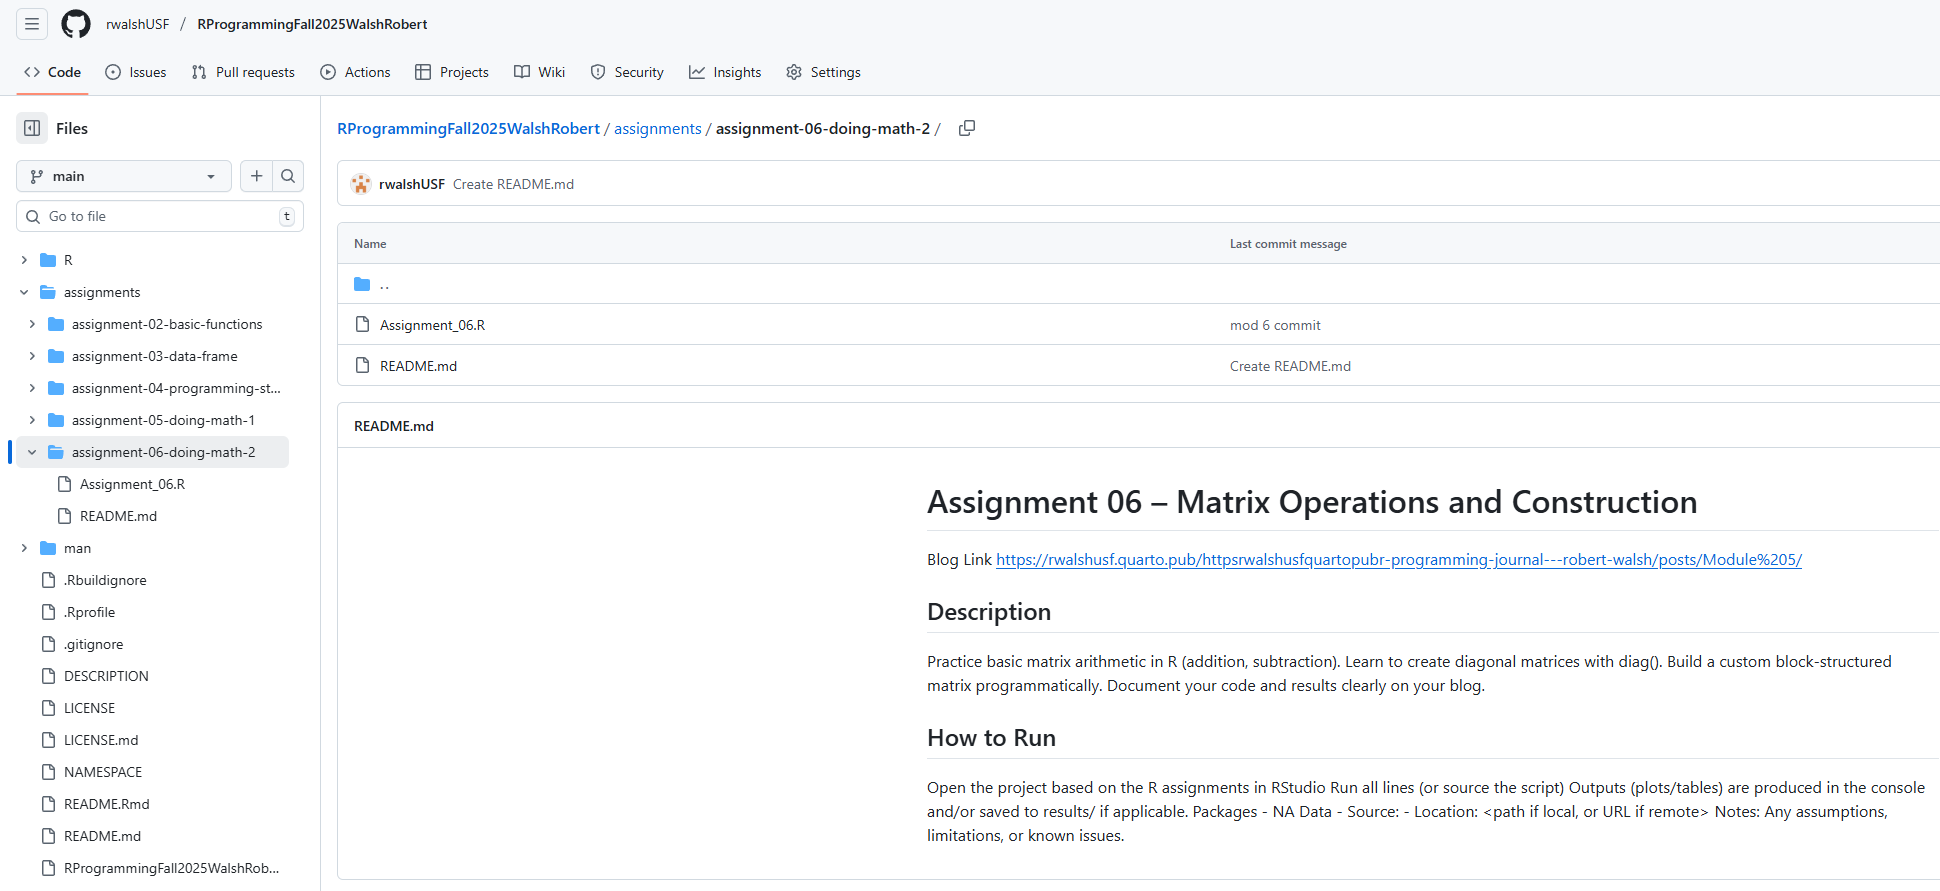 rwalshUSF / RProgrammingFall2025WalshRobert
Code Issues Pull requests Actions Projects Wiki Security Insights Settings
Files
main
Go to file t
R
assignments
assignment-02-basic-functions
assignment-03-data-frame
assignment-04-programming-st...
assignment-05-doing-math-1
assignment-06-doing-math-2
Assignment_06.R
README.md
man
.Rbuildignore
.Rprofile
.gitignore
DESCRIPTION
LICENSE
LICENSE.md
NAMESPACE
README.Rmd
README.md
RProgrammingFall2025WalshRob...
RProgrammingFall2025WalshRobert / assignments / assignment-06-doing-math-2 /
rwalshUSF Create README.md
Name Last commit message
..
Assignment_06.R mod 6 commit
README.md Create README.md
README.md
Assignment 06 – Matrix Operations and Construction
Blog Link https://rwalshusf.quarto.pub/httpsrwalshusfquartopubr-programming-journal---robert-walsh/posts/Module%205/
Description
Practice basic matrix arithmetic in R (addition, subtraction). Learn to create diagonal matrices with diag(). Build a custom block-structured
matrix programmatically. Document your code and results clearly on your blog.
How to Run
Open the project based on the R assignments in RStudio Run all lines (or source the script) Outputs (plots/tables) are produced in the console
and/or saved to results/ if applicable. Packages - NA Data - Source: - Location: <path if local, or URL if remote> Notes: Any assumptions,
limitations, or known issues.